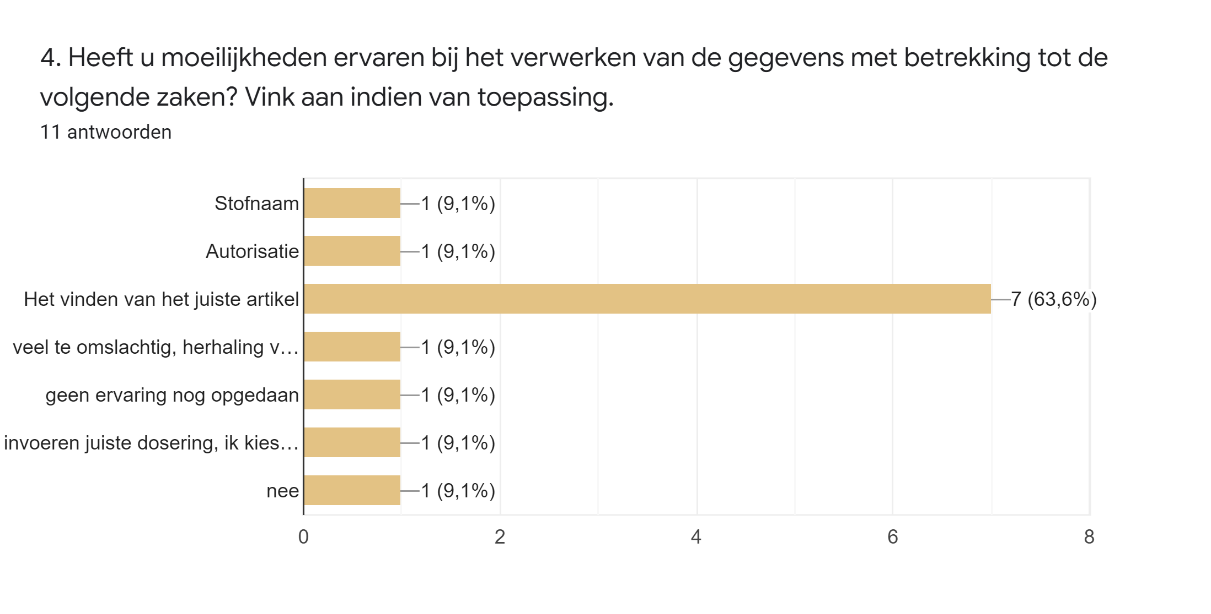 4. Heeft u moeilijkheden ervaren bij het verwerken van de gegevens met betrekking tot de
volgende zaken? Vink aan indien van toepassing.
11 antwoorden
Stofnaam 1 (9,1%)
Autorisatie 1 (9,1%)
Het vinden van het juiste artikel 7 (63,6%)
veel te omslachtig, herhaling v… 1 (9,1%)
geen ervaring nog opgedaan 1 (9,1%)
invoeren juiste dosering, ik kies… 1 (9,1%)
nee 1 (9,1%)
0 2 4 6 8